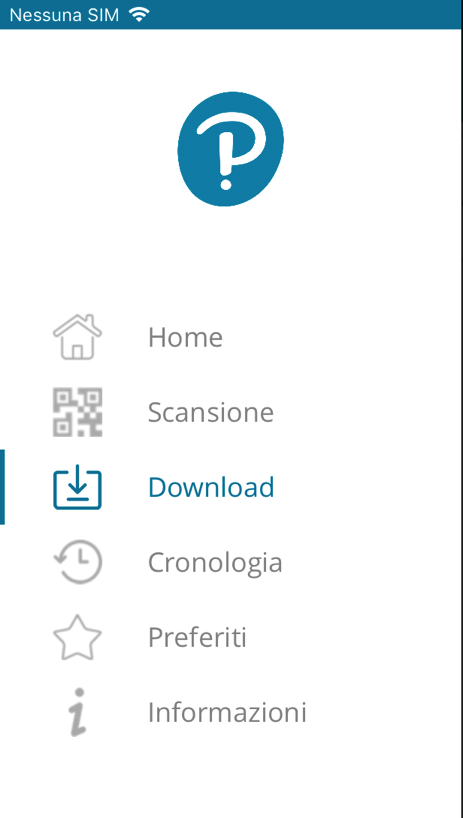 Nessuna SIM
Home
Scansione
Download
Cronologia
Preferiti
Informazioni